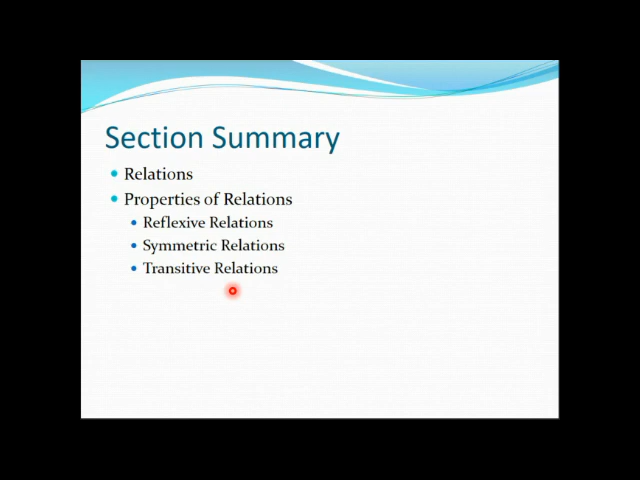 Section Summary
Relations
Properties of Relations
Reflexive Relations
Symmetric Relations
Transitive Relations